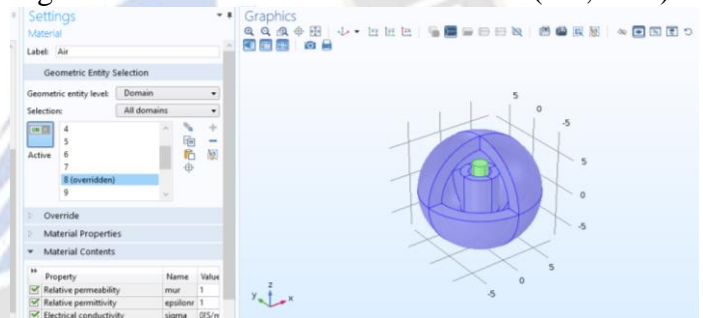 Settings
Material
Label: Air
Geometric Entity Selection
Geometric entity level: Domain
Selection: All domains
4
5
Active 6
7
8 (overridden)
9
Override
Material Properties
Material Contents
Property Name Value
Relative permeability mur 1
Relative permittivity epsilonr 1
Electrical conductivity sigma 0[S/m
Graphics
5
0
-5
5
0
-5
5
0
-5
z
y
x